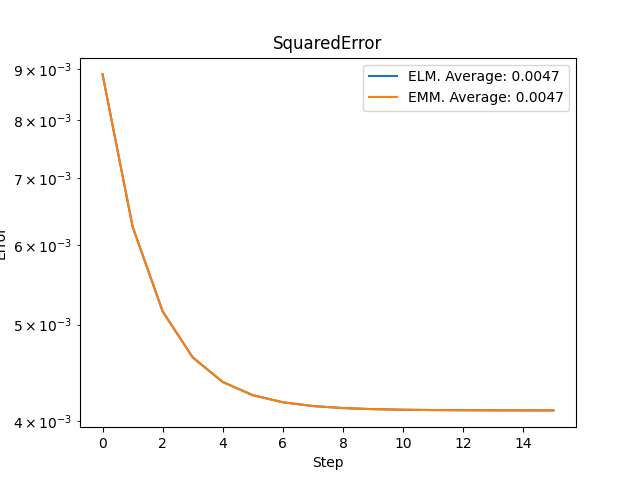 SquaredError
ELM. Average: 0.0047
EMM. Average: 0.0047
9 × 10⁻³
8 × 10⁻³
7 × 10⁻³
6 × 10⁻³
5 × 10⁻³
4 × 10⁻³
Error
0 2 4 6 8 10 12 14
Step